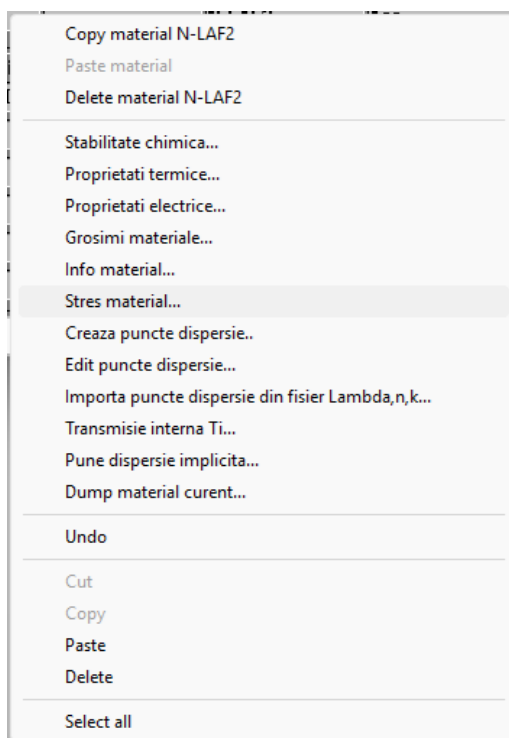 Copy material N-LAF2
Paste material
Delete material N-LAF2
Stabilitate chimica...
Proprietati termice...
Proprietati electrice...
Grosimi materiale...
Info material...
Stres material...
Creaza puncte dispersie..
Edit puncte dispersie...
Importa puncte dispersie din fisier Lambda,n,k...
Transmisie interna Ti...
Pune dispersie implicita...
Dump material curent...
Undo
Cut
Copy
Paste
Delete
Select all